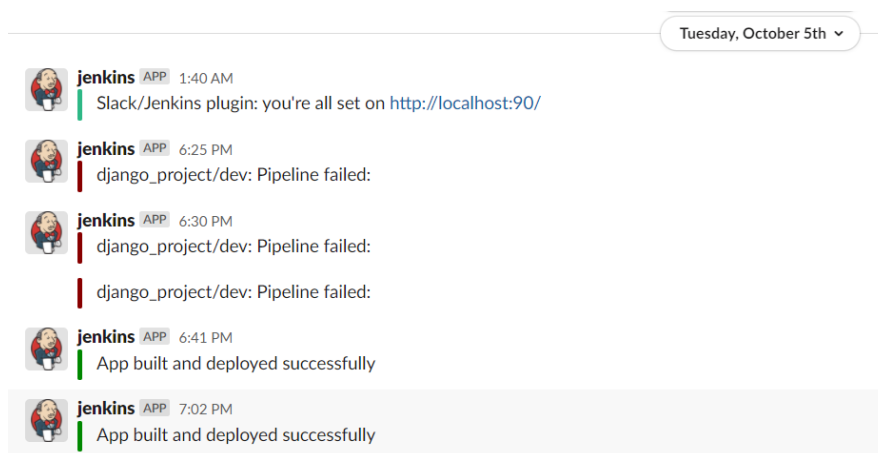 Tuesday, October 5th
jenkins APP 1:40 AM
Slack/Jenkins plugin: you're all set on http://localhost:90/
jenkins APP 6:25 PM
django_project/dev: Pipeline failed:
jenkins APP 6:30 PM
django_project/dev: Pipeline failed:
django_project/dev: Pipeline failed:
jenkins APP 6:41 PM
App built and deployed successfully
jenkins APP 7:02 PM
App built and deployed successfully